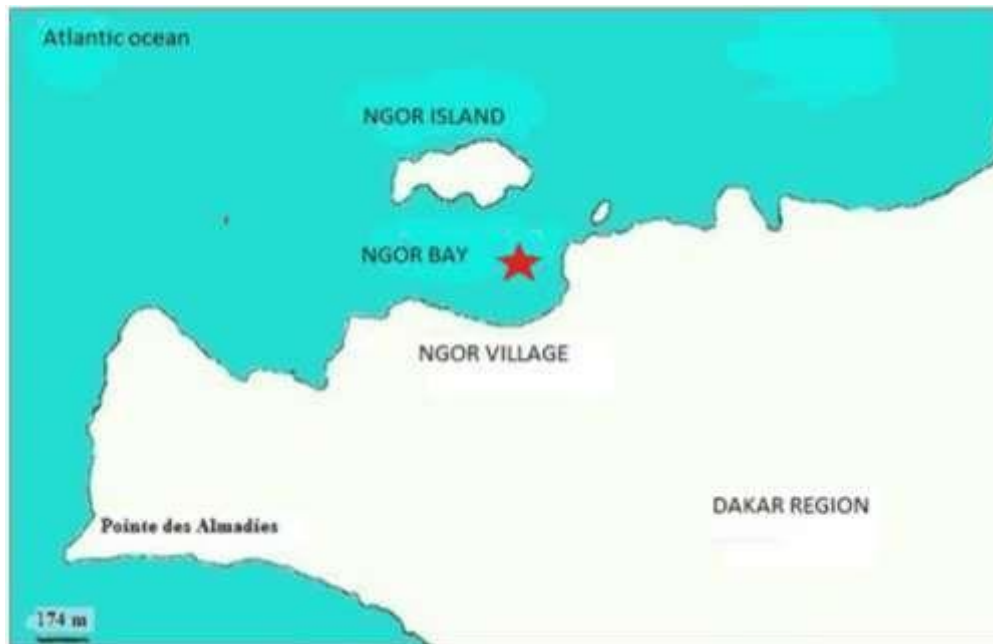 Atlantic ocean
NGOR ISLAND
NGOR BAY
NGOR VILLAGE
DAKAR REGION
Pointe des Almadies
174 m